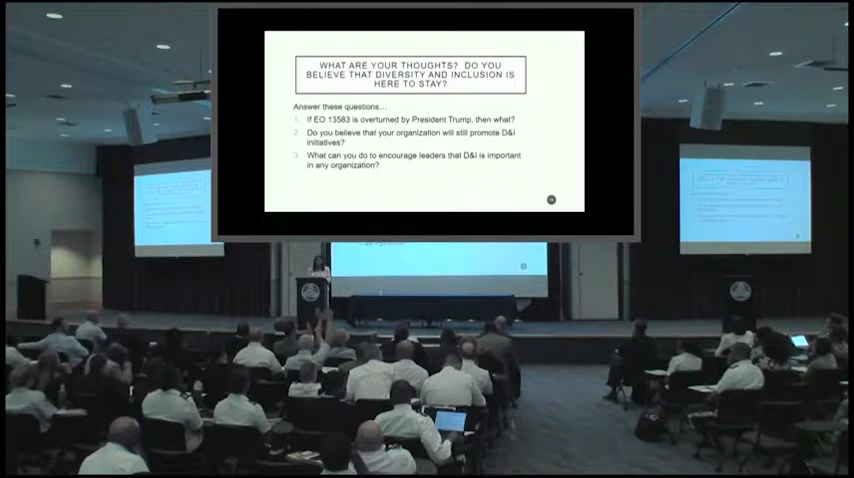 WHAT ARE YOUR THOUGHTS? DO YOU
BELIEVE THAT DIVERSITY AND INCLUSION IS
HERE TO STAY?
Answer these questions…
1. If EO 13583 is overturned by President Trump, then what?
2. Do you believe that your organization will still promote D&I
initiatives?
3. What can you do to encourage leaders that D&I is important
in any organization?